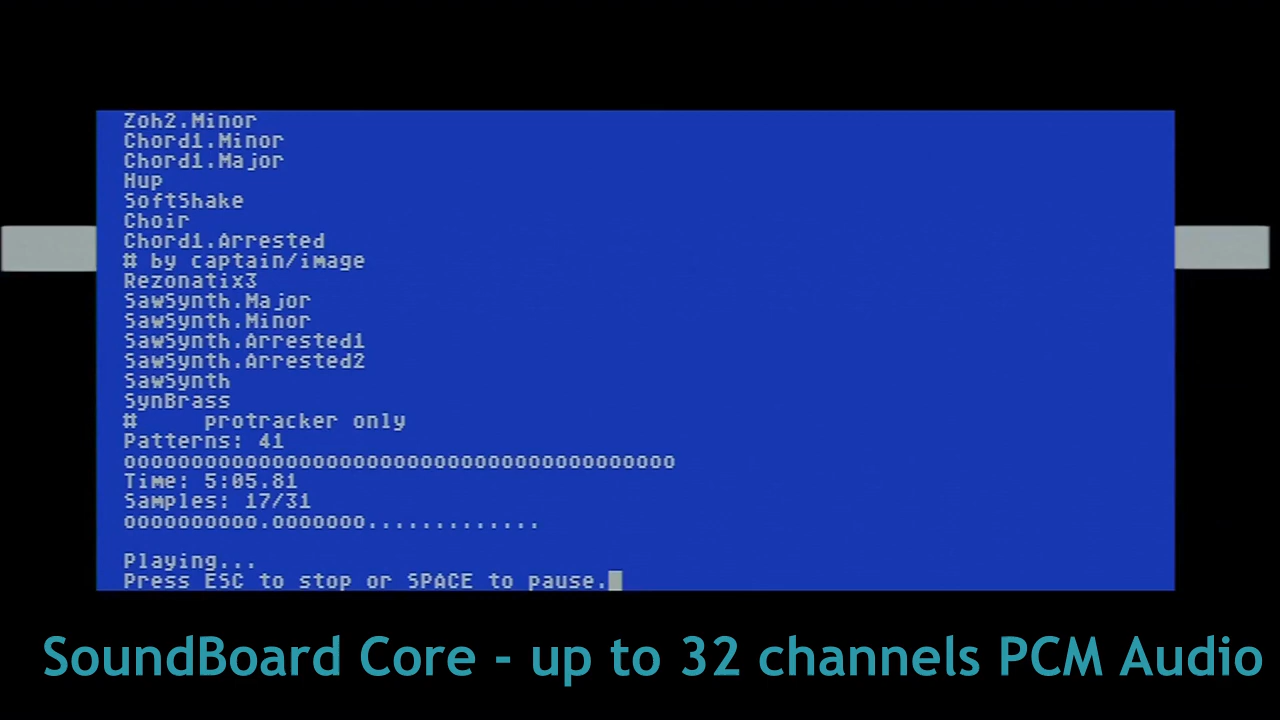 Zoh2.Minor
Chord1.Minor
Chord1.Major
Hup
SoftShake
Choir
Chord1.Arrested
# by captain/image
Rezonatix3
SawSynth.Major
SawSynth.Minor
SawSynth.Arrested1
SawSynth.Arrested2
SawSynth
SynBrass
#     protracker only
Patterns: 41
OOOOOOOOOOOOOOOOOOOOOOOOOOOOOOOOOOOOOOOOO
Time: 5:05.81
Samples: 17/31
OOOOOOOOOO.OOOOOOO.............
Playing...
Press ESC to stop or SPACE to pause.
SoundBoard Core - up to 32 channels PCM Audio